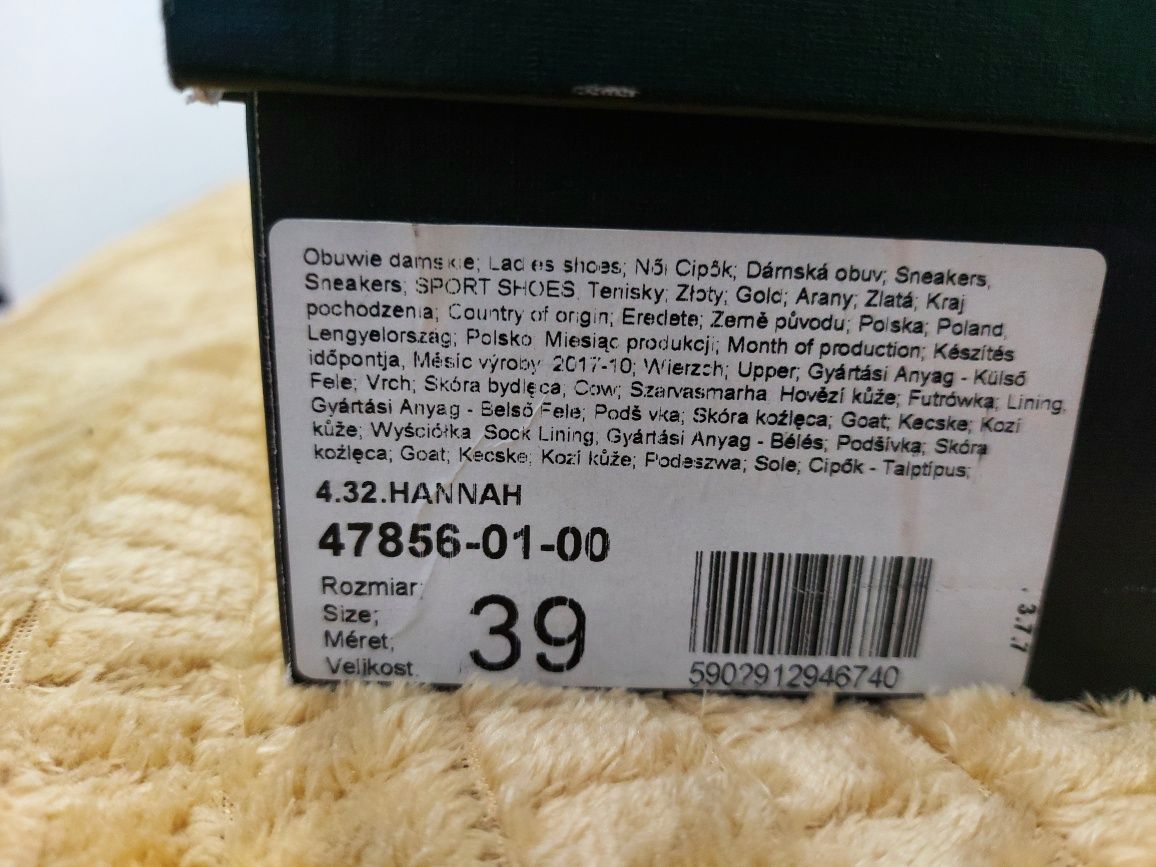 Obuwie damskie; Ladies shoes; Női Cipők; Dámská obuv; Sneakers,
Sneakers; SPORT SHOES, Tenisky; Złoty; Gold; Arany; Zlatá; Kraj
pochodzenia; Country of origin; Eredete; Země původu; Polska; Poland,
Lengyelország; Polsko, Miesiąc produkcji; Month of production; Készítés
időpontja, Měsíc výroby 2017-10; Wierzch; Upper; Gyártási Anyag - Külső
Fele; Vrch; Skóra bydlęca, Cow; Szarvasmarha, Hovězí kůže; Futrówka; Lining,
Gyártási Anyag - Belső Fele; Podšívka; Skóra koźlęca; Goat; Kecske; Kozí
kůže; Wyściółka, Sock Lining, Gyártási Anyag - Bélés; Podšívka; Skóra
koźlęca; Goat; Kecske; Kozí kůže; Podeszwa; Sole; Cipők - Talptípus;
4.32.HANNAH
47856-01-00
Rozmiar;
Size;
Méret;
Velikost
39
5902912946740
3.7.7